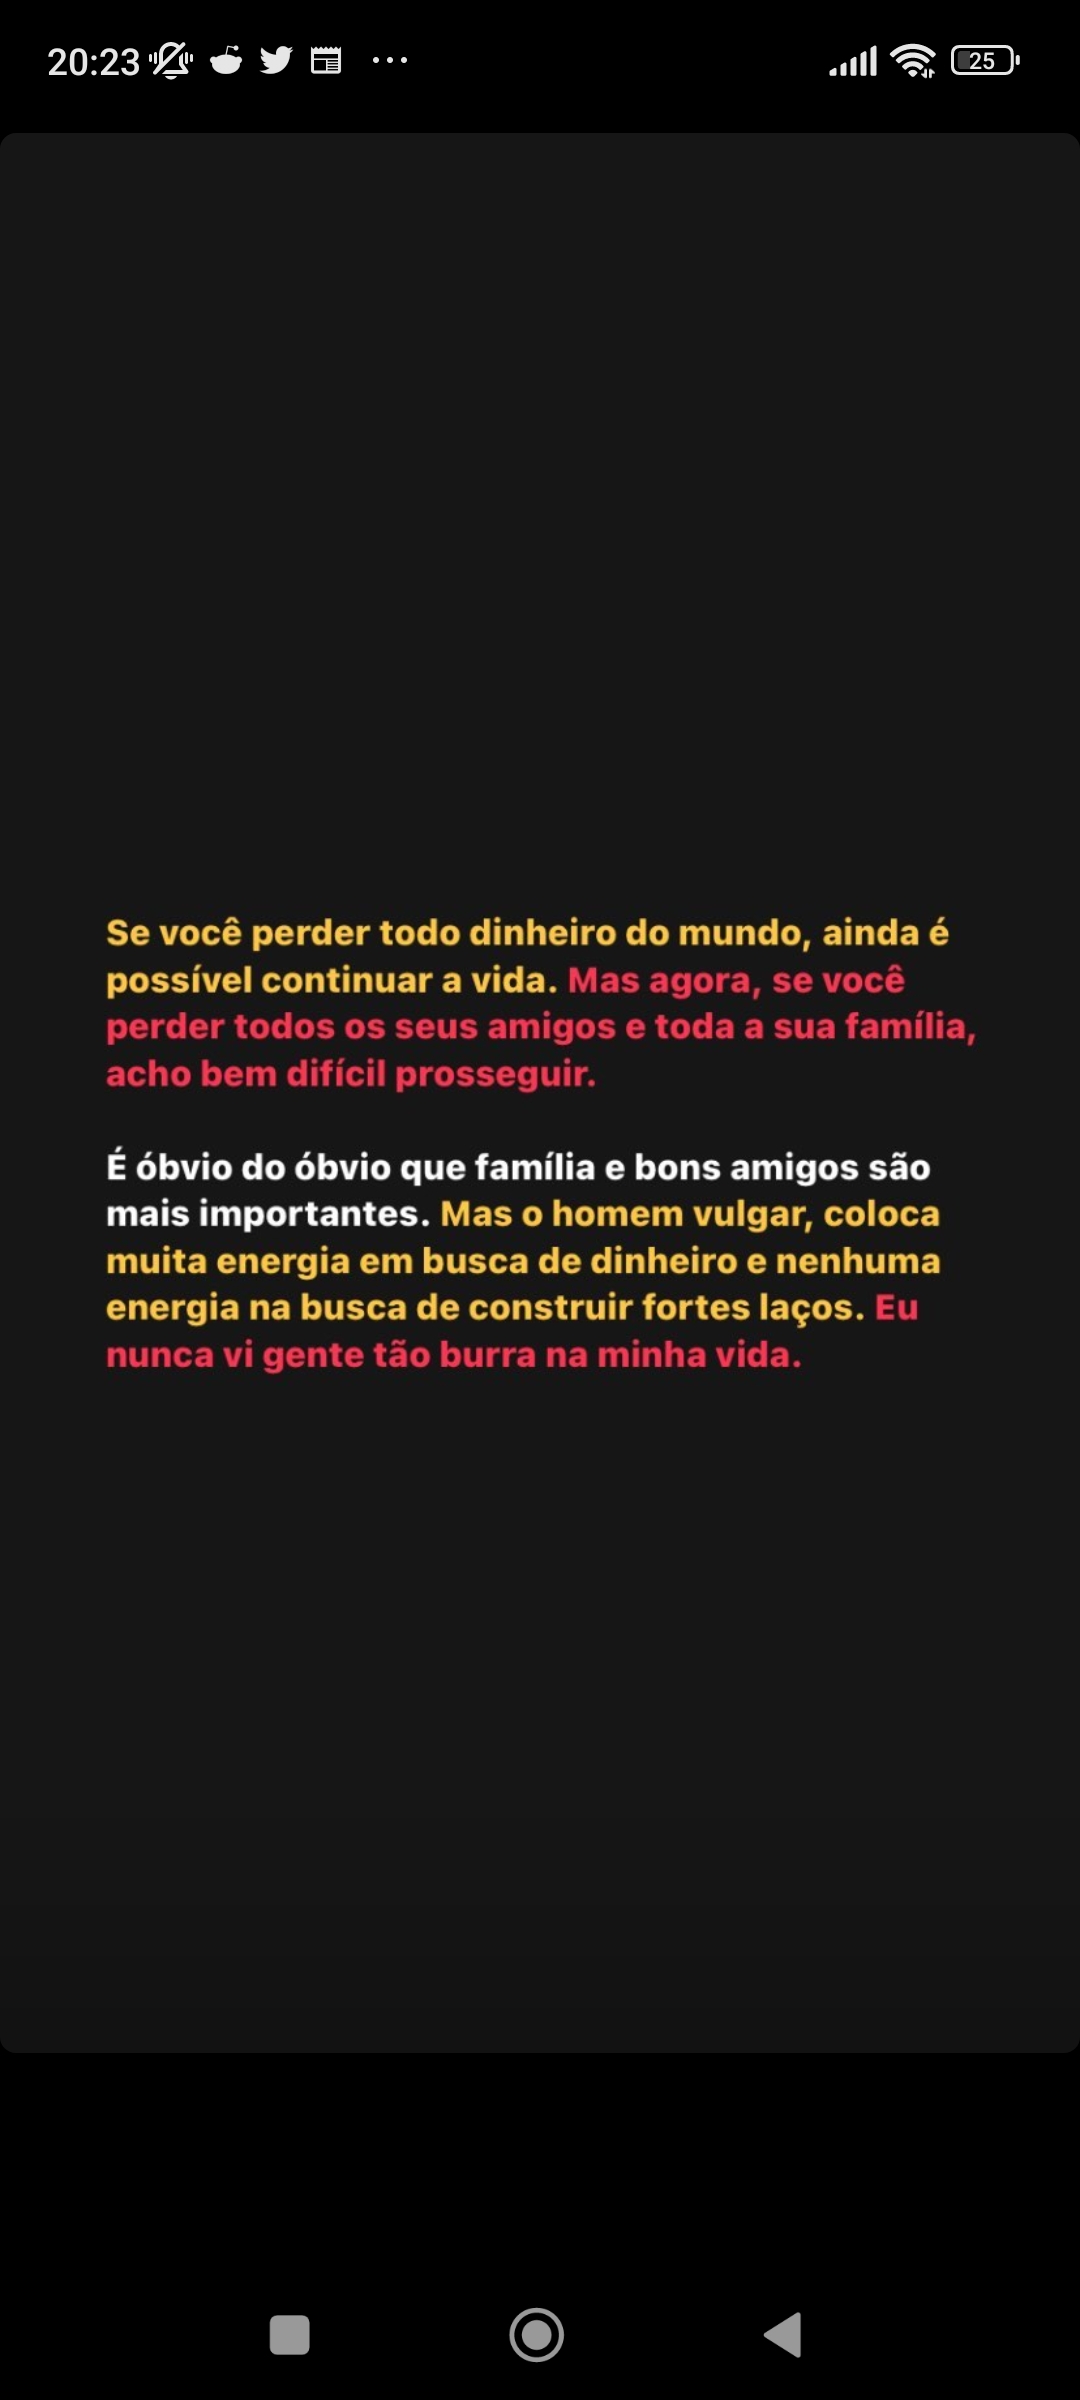 20:23
25
Se você perder todo dinheiro do mundo, ainda é
possível continuar a vida. Mas agora, se você
perder todos os seus amigos e toda a sua família,
acho bem difícil prosseguir.
É óbvio do óbvio que família e bons amigos são
mais importantes. Mas o homem vulgar, coloca
muita energia em busca de dinheiro e nenhuma
energia na busca de construir fortes laços. Eu
nunca vi gente tão burra na minha vida.